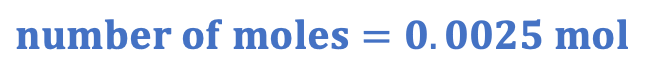 number of moles = 0.0025 mol